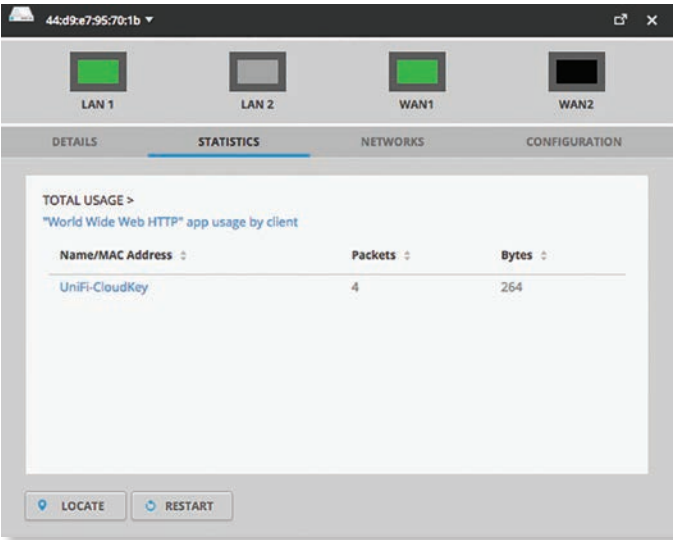 44:d9:e7:95:70:1b
LAN 1 LAN 2 WAN1 WAN2
DETAILS STATISTICS NETWORKS CONFIGURATION
TOTAL USAGE >
"World Wide Web HTTP" app usage by client
Name/MAC Address Packets Bytes
UniFi-CloudKey 4 264
LOCATE RESTART